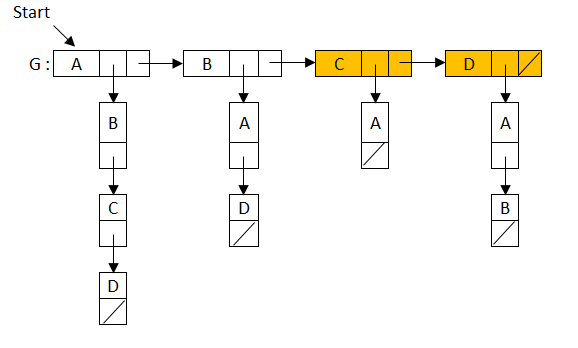 Start
G : A B C D
B A A A
C D B
D